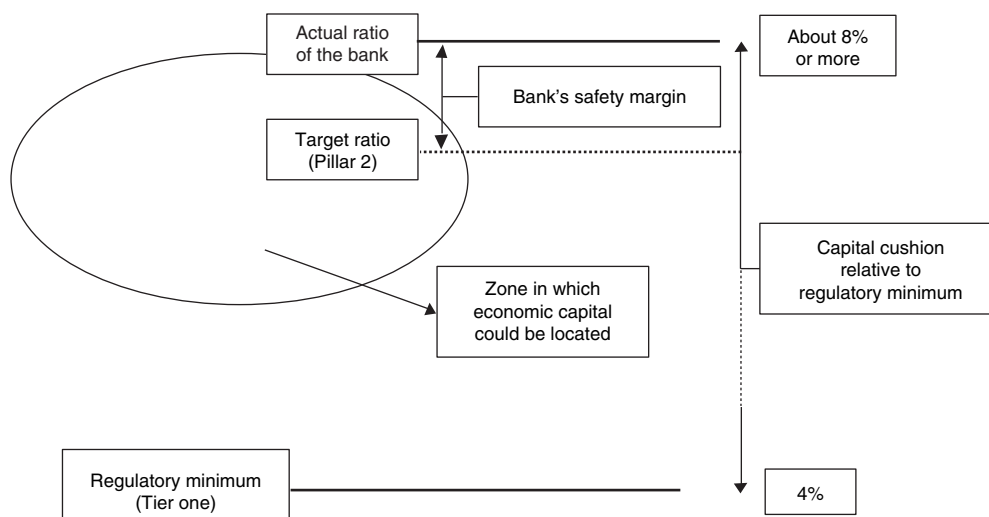 Actual ratio
of the bank
About 8%
or more
Bank's safety margin
Target ratio
(Pillar 2)
Capital cushion
relative to
regulatory minimum
Zone in which
economic capital
could be located
Regulatory minimum
(Tier one)
4%